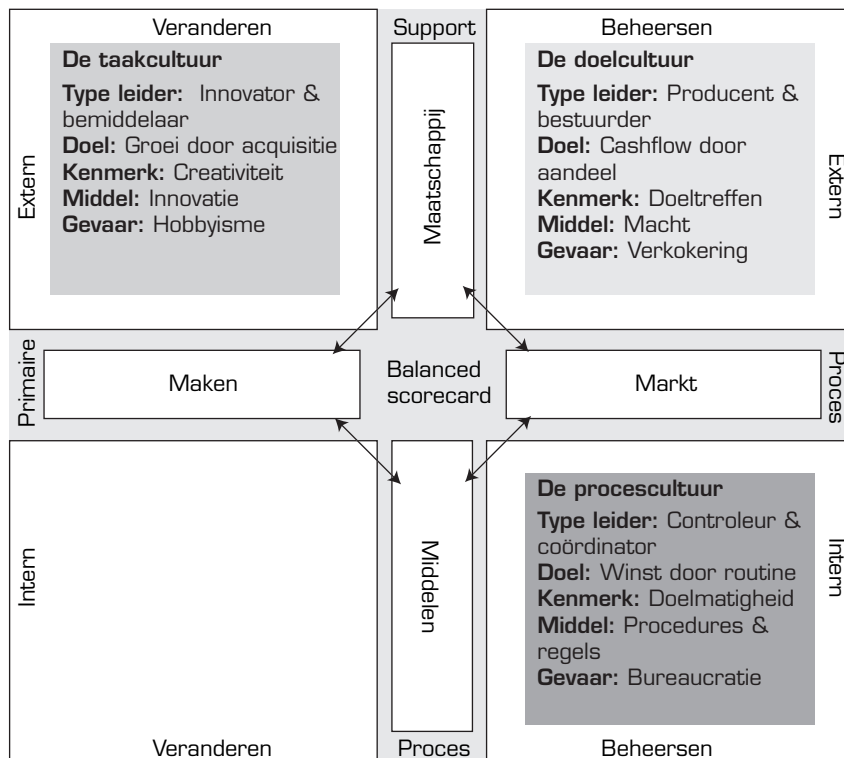 Veranderen
Support
Beheersen
Extern
De taakcultuur
Type leider: Innovator &
bemiddelaar
Doel: Groei door acquisitie
Kenmerk: Creativiteit
Middel: Innovatie
Gevaar: Hobbyisme
Maatschappij
De doelcultuur
Type leider: Producent &
bestuurder
Doel: Cashflow door
aandeel
Kenmerk: Doeltreffen
Middel: Macht
Gevaar: Verkokering
Extern
Primaire
Maken
Balanced
scorecard
Markt
Proces
Intern
Middelen
De procescultuur
Type leider: Controleur &
coördinator
Doel: Winst door routine
Kenmerk: Doelmatigheid
Middel: Procedures &
regels
Gevaar: Bureaucratie
Intern
Veranderen
Proces
Beheersen